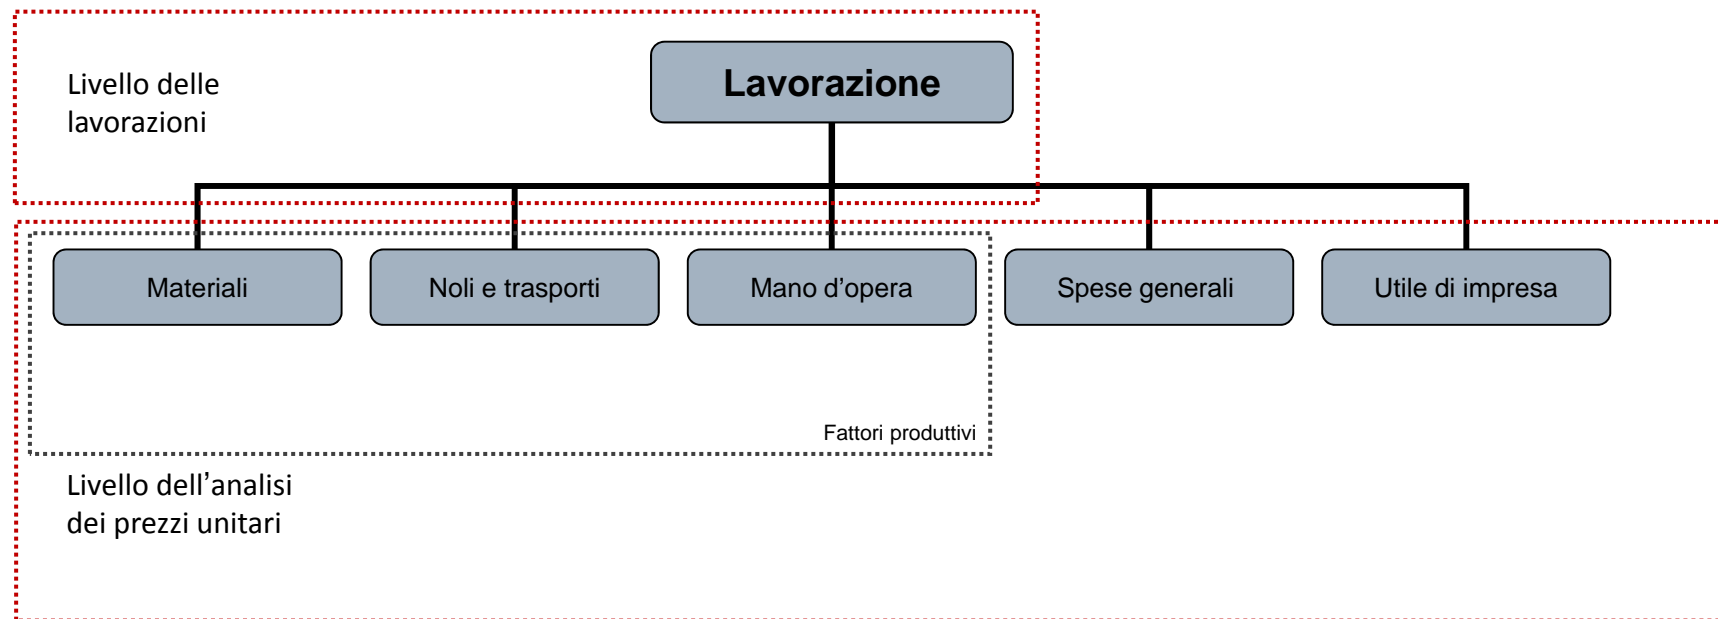 Livello delle
lavorazioni
Lavorazione
Materiali
Noli e trasporti
Mano d'opera
Spese generali
Utile di impresa
Fattori produttivi
Livello dell’analisi
dei prezzi unitari